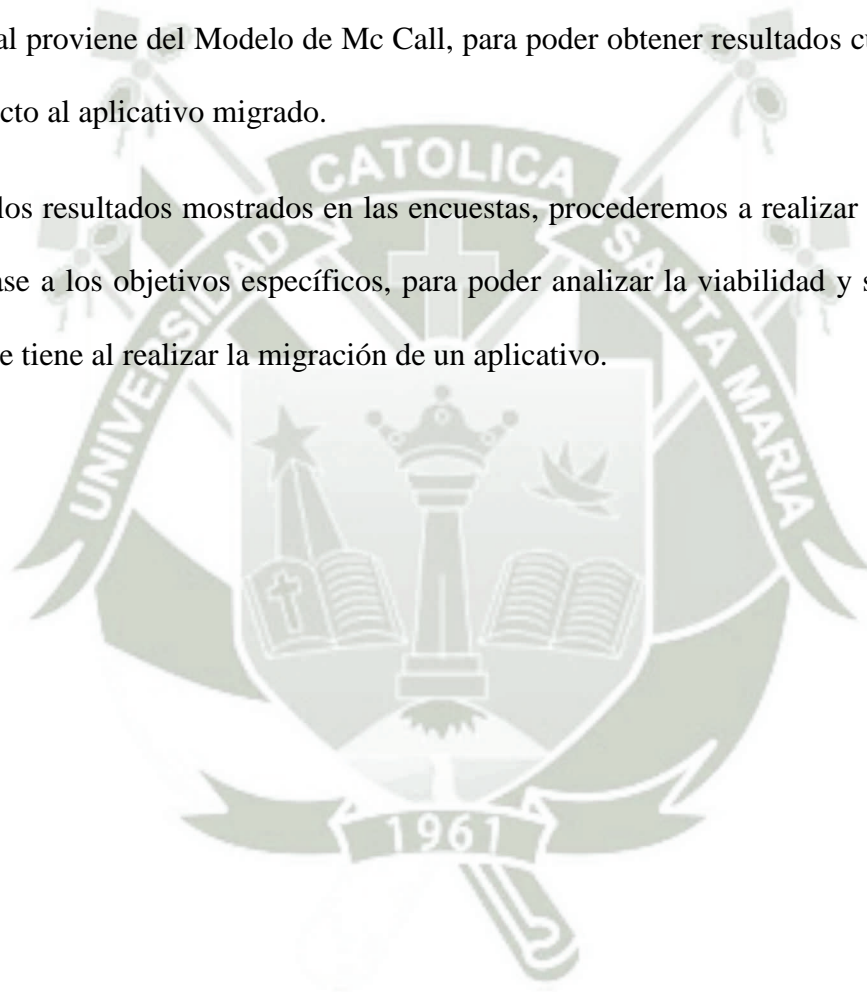 al proviene del Modelo de Mc Call, para poder obtener resultados cu
cto al aplicativo migrado.
los resultados mostrados en las encuestas, procederemos a realizar
ase a los objetivos específicos, para poder analizar la viabilidad y s
e tiene al realizar la migración de un aplicativo.
UNIVERSIDAD CATOLICA SANTA MARIA
1961